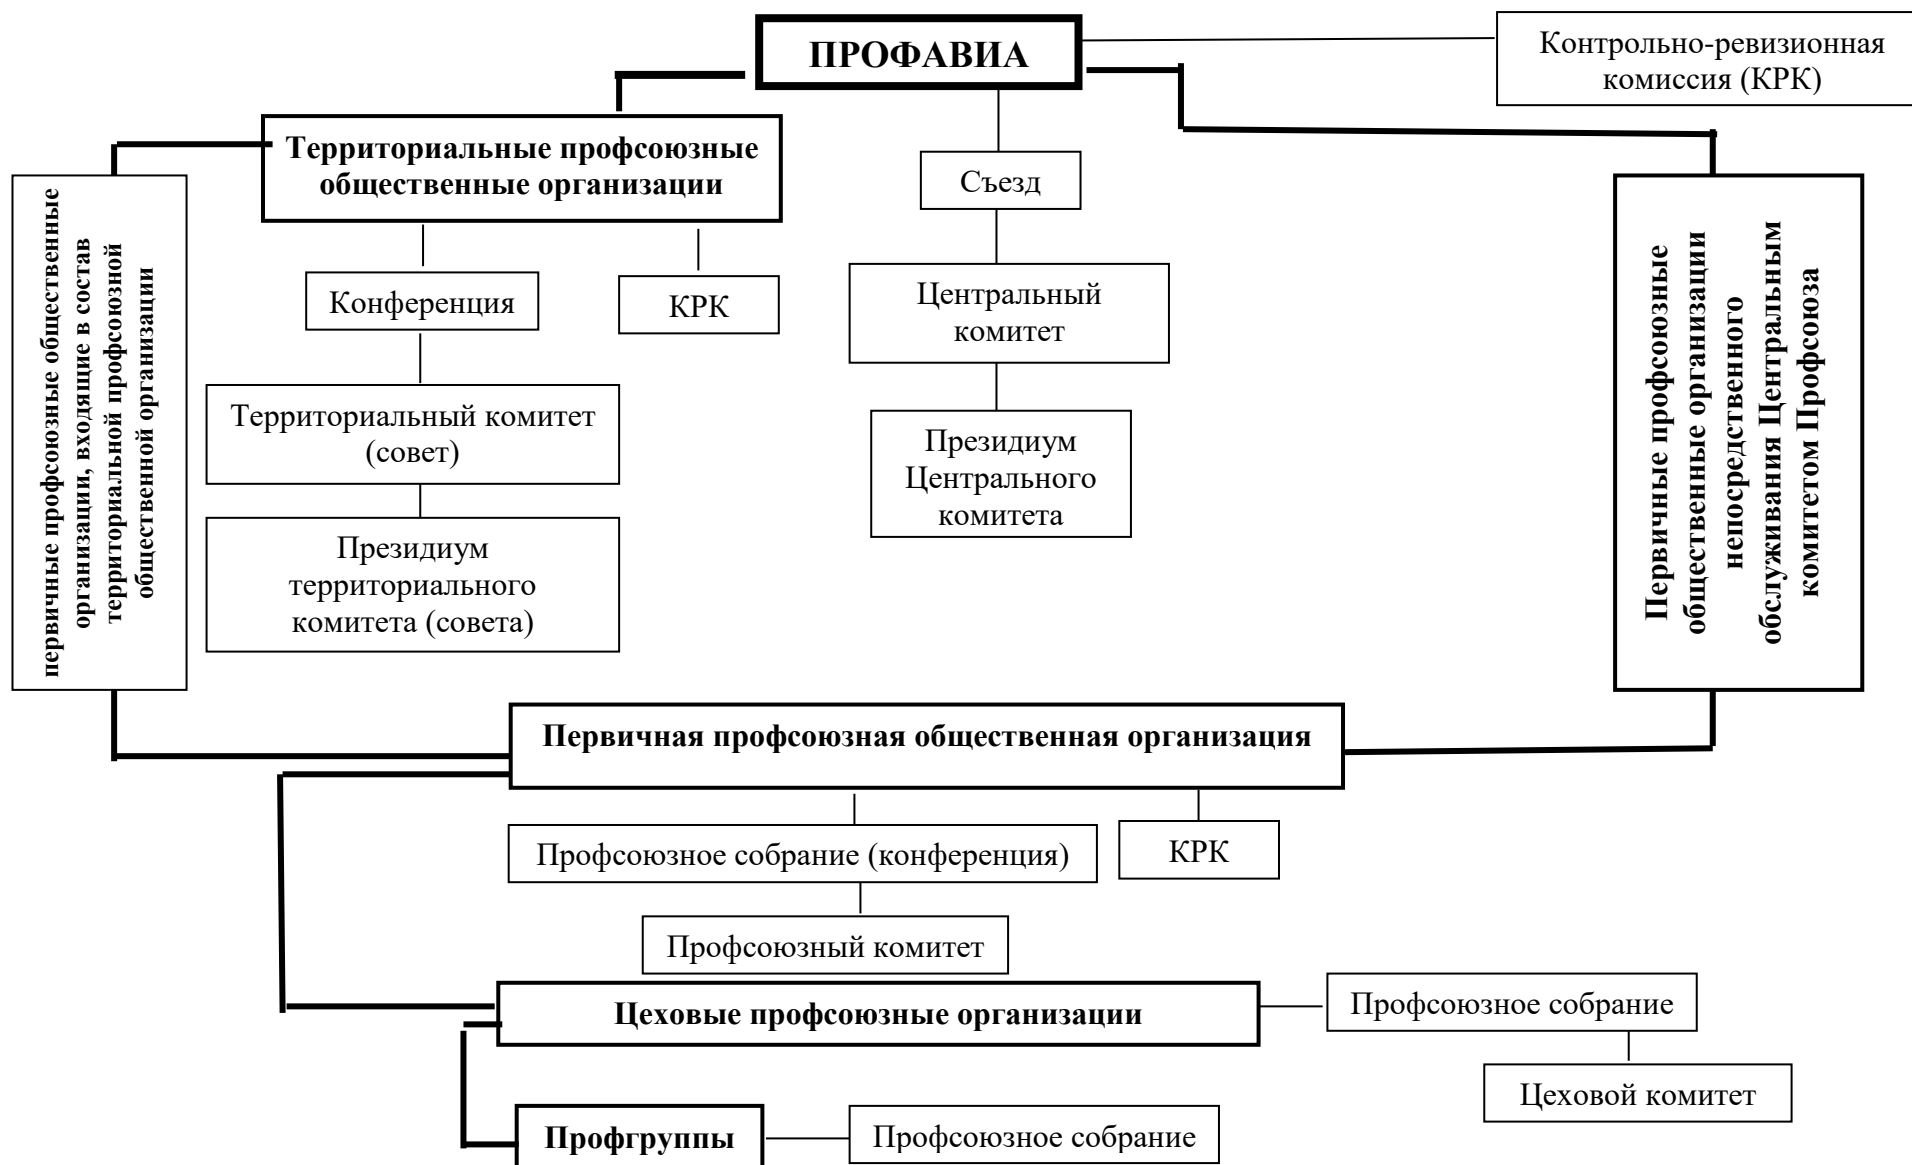 ПРОФАВИА
Контрольно-ревизионная
комиссия (КРК)
Территориальные профсоюзные
общественные организации
Съезд
первичные профсоюзные общественные
организации, входящие в состав
территориальной профсоюзной
общественной организации
Конференция
КРК
Центральный
комитет
Первичные профсоюзные
общественные организации
непосредственного
обслуживания Центральным
комитетом Профсоюза
Территориальный комитет
(совет)
Президиум
Центрального
комитета
Президиум
территориального
комитета (совета)
Первичная профсоюзная общественная организация
Профсоюзное собрание (конференция)
КРК
Профсоюзный комитет
Цеховые профсоюзные организации
Профсоюзное собрание
Цеховой комитет
Профгруппы
Профсоюзное собрание